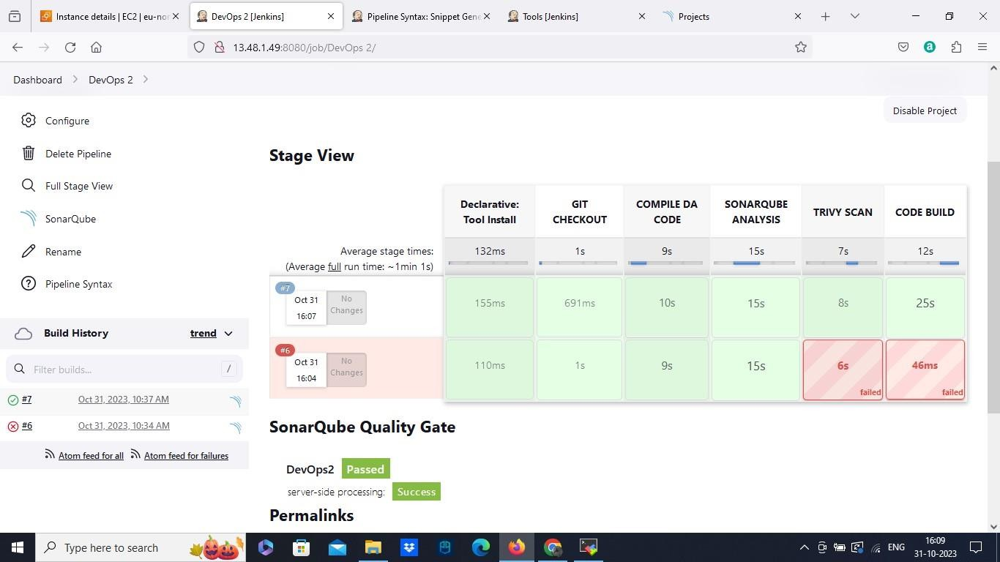 Instance details | EC2 | eu-nor
DevOps 2 [Jenkins]
Pipeline Syntax: Snippet Gene
Tools [Jenkins]
Projects
13.48.1.49:8080/job/DevOps 2/
Dashboard
DevOps 2
Disable Project
Configure
Delete Pipeline
Full Stage View
SonarQube
Rename
Pipeline Syntax
Build History
trend
Filter builds...
/
#7
Oct 31, 2023, 10:37 AM
#6
Oct 31, 2023, 10:34 AM
Atom feed for all
Atom feed for failures
Stage View
Declarative: Tool Install
GIT CHECKOUT
COMPILE DA CODE
SONARQUBE ANALYSIS
TRIVY SCAN
CODE BUILD
Average stage times:
(Average full run time: ~1min 1s)
132ms
1s
9s
15s
7s
12s
#7
Oct 31
16:07
No Changes
155ms
691ms
10s
15s
8s
25s
#6
Oct 31
16:04
No Changes
110ms
1s
9s
15s
6s
failed
46ms
failed
SonarQube Quality Gate
DevOps2
Passed
server-side processing:
Success
Permalinks
Type here to search
ENG
16:09
31-10-2023